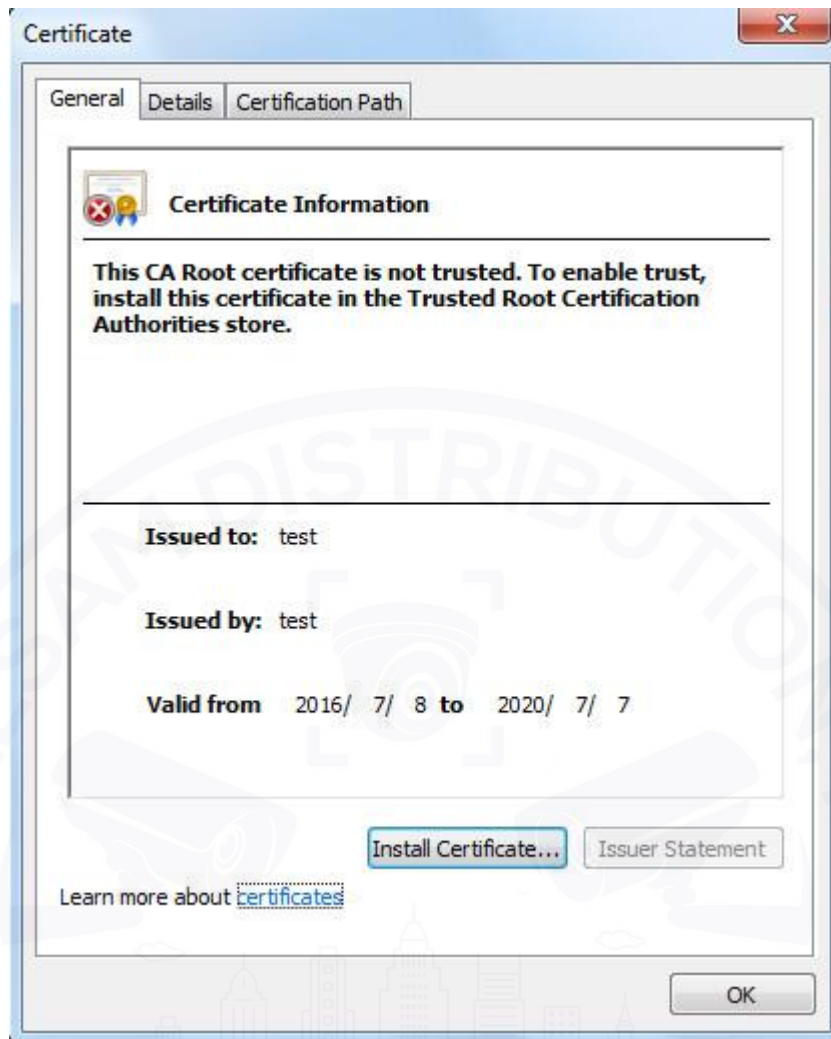 Certificate
General Details Certification Path
Certificate Information
This CA Root certificate is not trusted. To enable trust,
install this certificate in the Trusted Root Certification
Authorities store.
Issued to: test
Issued by: test
Valid from 2016/ 7/ 8 to 2020/ 7/ 7
Install Certificate... Issuer Statement
Learn more about certificates
OK
DISTRIBUTION